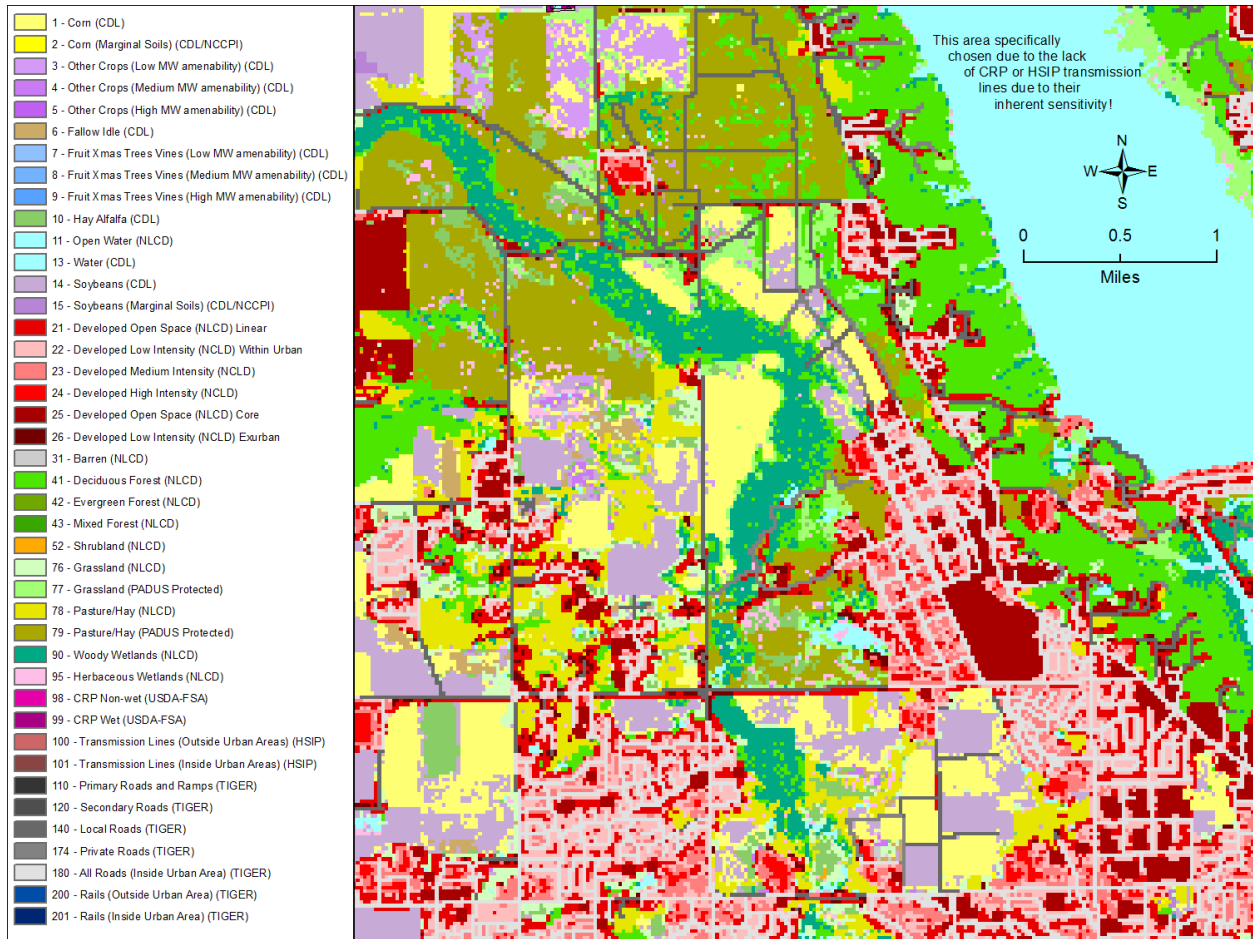 1 - Corn (CDL)
2 - Corn (Marginal Soils) (CDL/NCCPI)
3 - Other Crops (Low MW amenability) (CDL)
4 - Other Crops (Medium MW amenability) (CDL)
5 - Other Crops (High MW amenability) (CDL)
6 - Fallow Idle (CDL)
7 - Fruit Xmas Trees Vines (Low MW amenability) (CDL)
8 - Fruit Xmas Trees Vines (Medium MW amenability) (CDL)
9 - Fruit Xmas Trees Vines (High MW amenability) (CDL)
10 - Hay Alfalfa (CDL)
11 - Open Water (NLCD)
13 - Water (CDL)
14 - Soybeans (CDL)
15 - Soybeans (Marginal Soils) (CDL/NCCPI)
21 - Developed Open Space (NLCD) Linear
22 - Developed Low Intensity (NCLD) Within Urban
23 - Developed Medium Intensity (NCLD)
24 - Developed High Intensity (NCLD)
25 - Developed Open Space (NLCD) Core
26 - Developed Low Intensity (NCLD) Exurban
31 - Barren (NLCD)
41 - Deciduous Forest (NLCD)
42 - Evergreen Forest (NLCD)
43 - Mixed Forest (NLCD)
52 - Shrubland (NLCD)
76 - Grassland (NLCD)
77 - Grassland (PADUS Protected)
78 - Pasture/Hay (NLCD)
79 - Pasture/Hay (PADUS Protected)
90 - Woody Wetlands (NLCD)
95 - Herbaceous Wetlands (NLCD)
98 - CRP Non-wet (USDA-FSA)
99 - CRP Wet (USDA-FSA)
100 - Transmission Lines (Outside Urban Areas) (HSIP)
101 - Transmission Lines (Inside Urban Areas) (HSIP)
110 - Primary Roads and Ramps (TIGER)
120 - Secondary Roads (TIGER)
140 - Local Roads (TIGER)
174 - Private Roads (TIGER)
180 - All Roads (Inside Urban Area) (TIGER)
200 - Rails (Outside Urban Area) (TIGER)
201 - Rails (Inside Urban Area) (TIGER)
This area specifically
chosen due to the lack
of CRP or HSIP transmission
lines due to their
inherent sensitivity!
N
W E
S
0 0.5 1
Miles